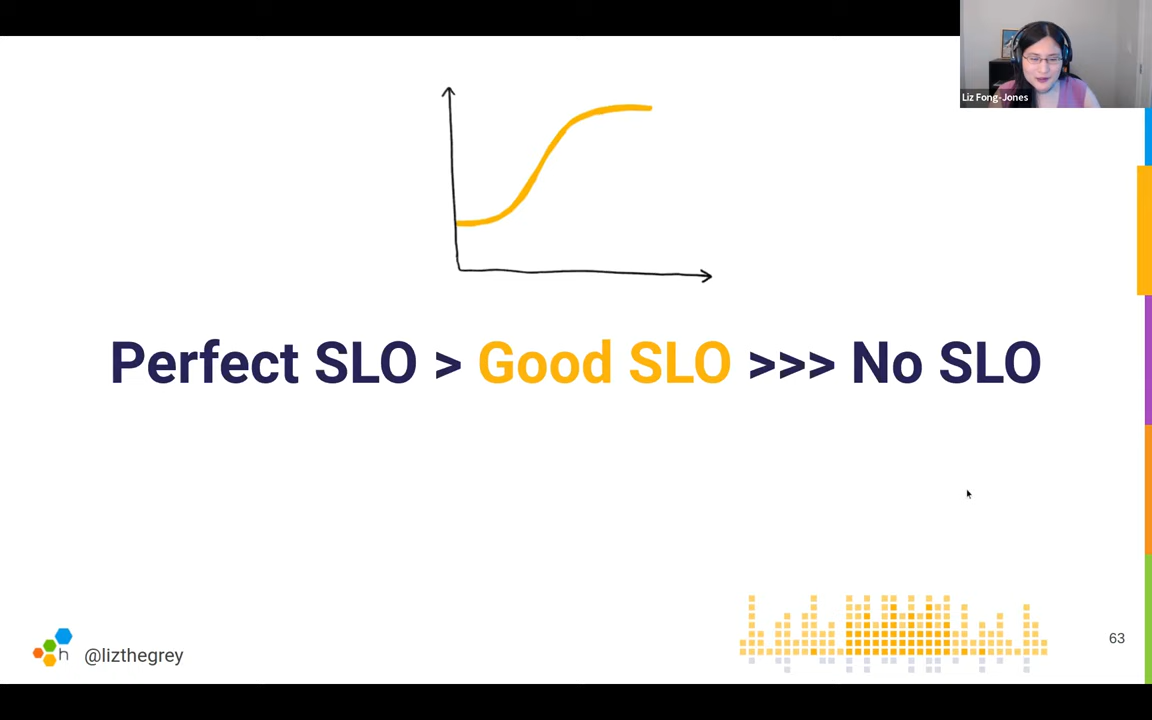 Liz Fong-Jones
Perfect SLO > Good SLO >>> No SLO
h
@lizthegrey
63